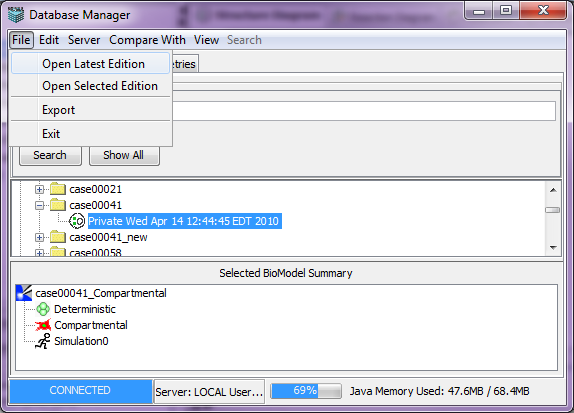 Database Manager
File Edit Server Compare With View Search
Open Latest Edition
etries
Open Selected Edition
Export
Exit
Search Show All
case00021
case00041
Private Wed Apr 14 12:44:45 EDT 2010
case00041_new
case00058
Selected BioModel Summary
case00041_Compartmental
Deterministic
Compartmental
Simulation0
CONNECTED Server: LOCAL User... 69% Java Memory Used: 47.6MB / 68.4MB